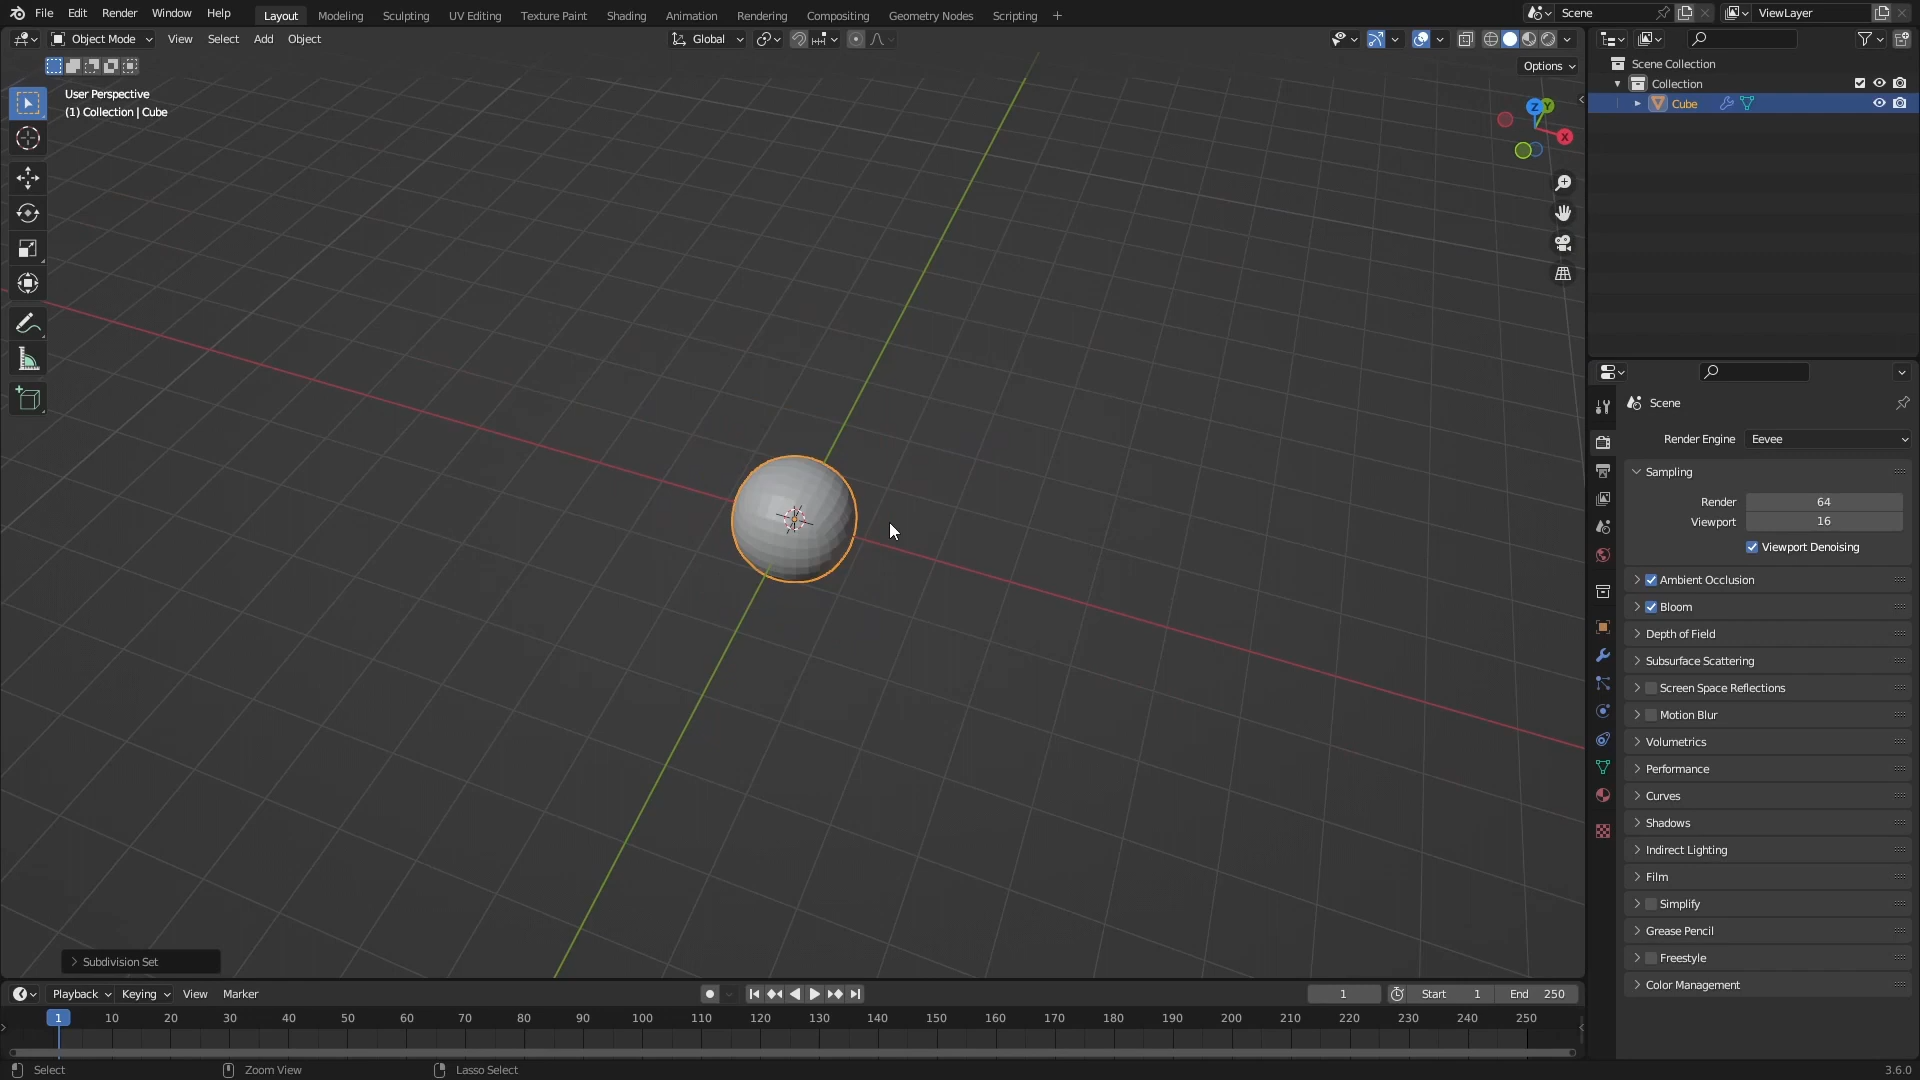 File Edit Render Window Help Layout Modeling Sculpting UV Editing Texture Paint Shading Animation Rendering Compositing Geometry Nodes Scripting + Scene ViewLayer
Object Mode View Select Add Object Global
Options
User Perspective
(1) Collection | Cube
Z Y
X
Scene Collection
Collection
Cube
Scene
Render Engine Eevee
Sampling
Render 64
Viewport 16
Viewport Denoising
Ambient Occlusion
Bloom
Depth of Field
Subsurface Scattering
Screen Space Reflections
Motion Blur
Volumetrics
Performance
Curves
Shadows
Indirect Lighting
Film
Simplify
Grease Pencil
Freestyle
Color Management
Subdivision Set
Playback Keying View Marker 1 Start 1 End 250
1 10 20 30 40 50 60 70 80 90 100 110 120 130 140 150 160 170 180 190 200 210 220 230 240 250
Select Zoom View Lasso Select 3.6.0